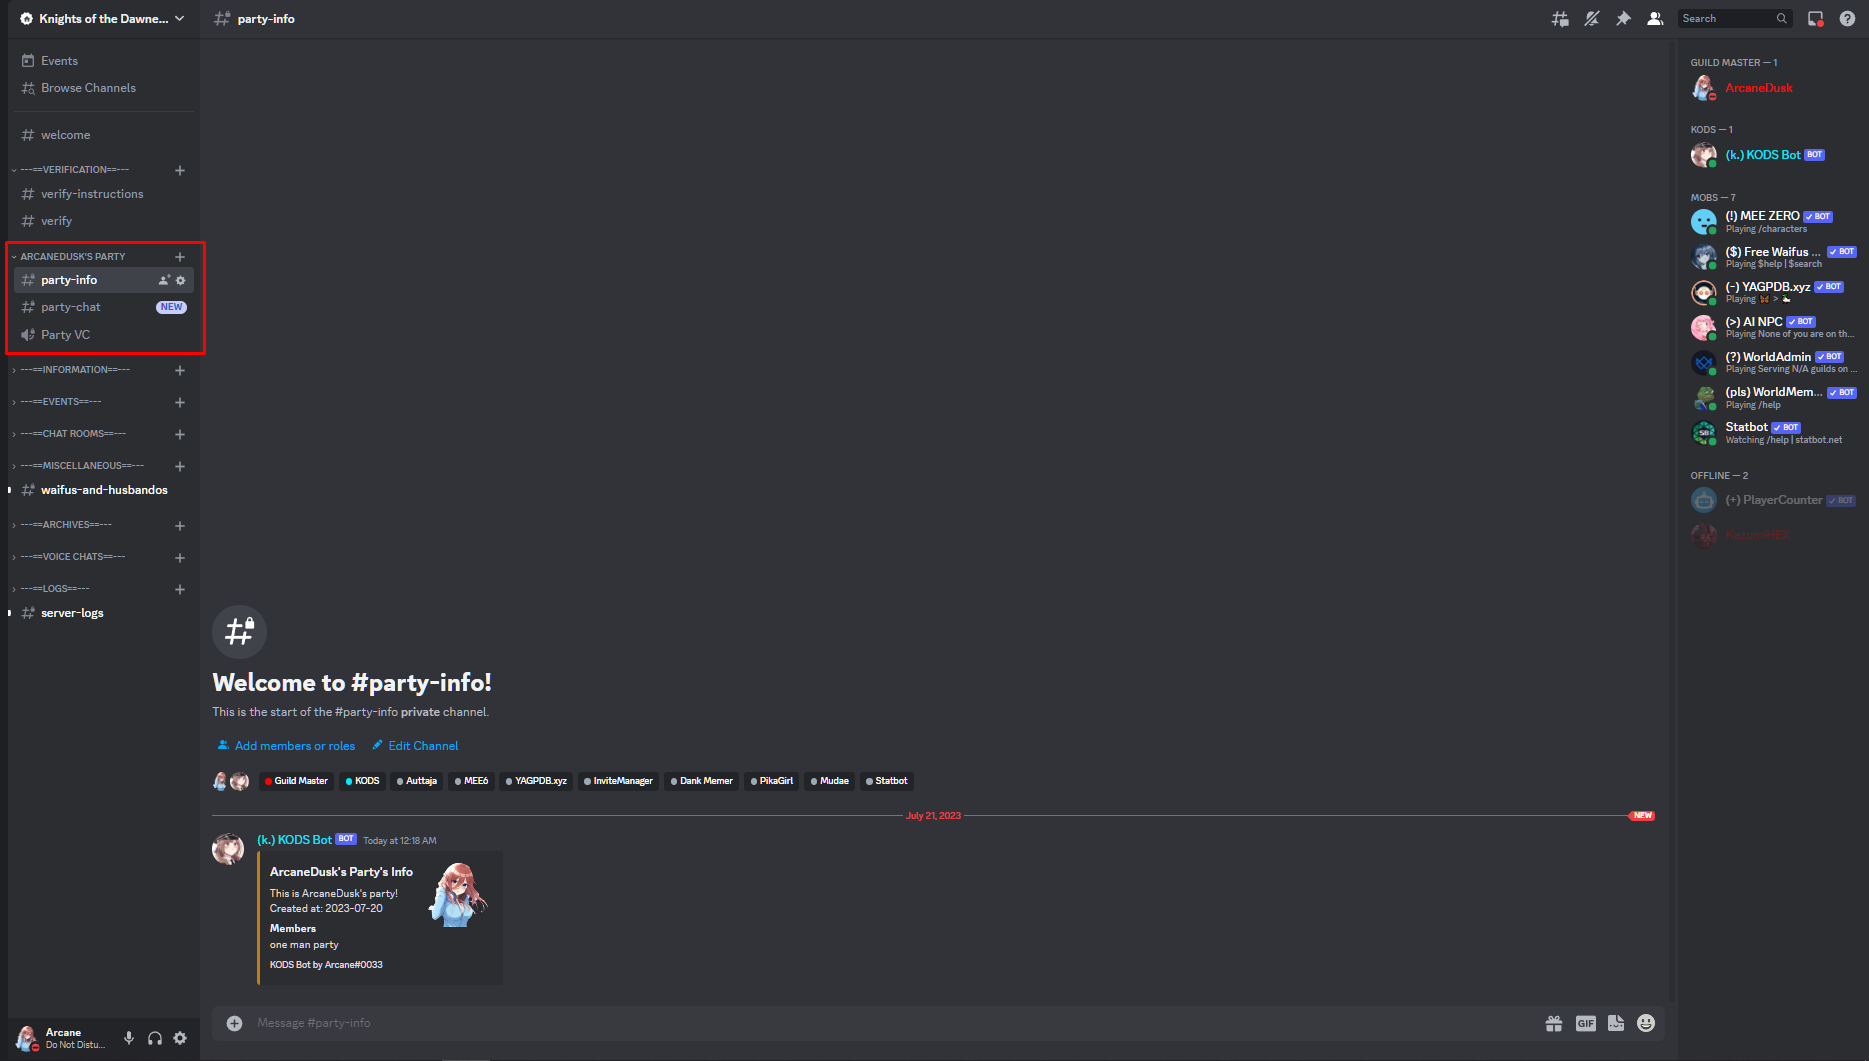 Knights of the Dawne...
party-info
Search
Events
Browse Channels
welcome
---==VERIFICATION==---
verify-instructions
verify
ARCANEDUSK'S PARTY
party-info
party-chat
NEW
Party VC
---==INFORMATION==---
---==EVENTS==---
---==CHAT ROOMS==---
---==MISCELLANEOUS==---
waifus-and-husbandos
---==ARCHIVES==---
---==VOICE CHATS==---
---==LOGS==---
server-logs
Arcane
Do Not Distu...
Welcome to #party-info!
This is the start of the #party-info private channel.
Add members or roles
Edit Channel
Guild Master
KODS
Auttaja
MEE6
YAGPDB.xyz
InviteManager
Dank Memer
PikaGirl
Mudae
Statbot
July 21, 2023
NEW
(k.) KODS Bot BOT Today at 12:18 AM
ArcaneDusk's Party's Info
This is ArcaneDusk's party!
Created at: 2023-07-20
Members
one man party
KODS Bot by Arcane#0033
Message #party-info
GIF
GUILD MASTER — 1
ArcaneDusk
KODS — 1
(k.) KODS Bot BOT
MOBS — 7
(!) MEE ZERO BOT
Playing /characters
($) Free Waifus ... BOT
Playing $help | $search
(-) YAGPDB.xyz BOT
Playing 🦋 > 🦢
(>) AI NPC BOT
Playing None of you are on th...
(?) WorldAdmin BOT
Playing Serving N/A guilds on ...
(pls) WorldMem... BOT
Playing /help
Statbot BOT
Watching /help | statbot.net
OFFLINE — 2
(+) PlayerCounter BOT